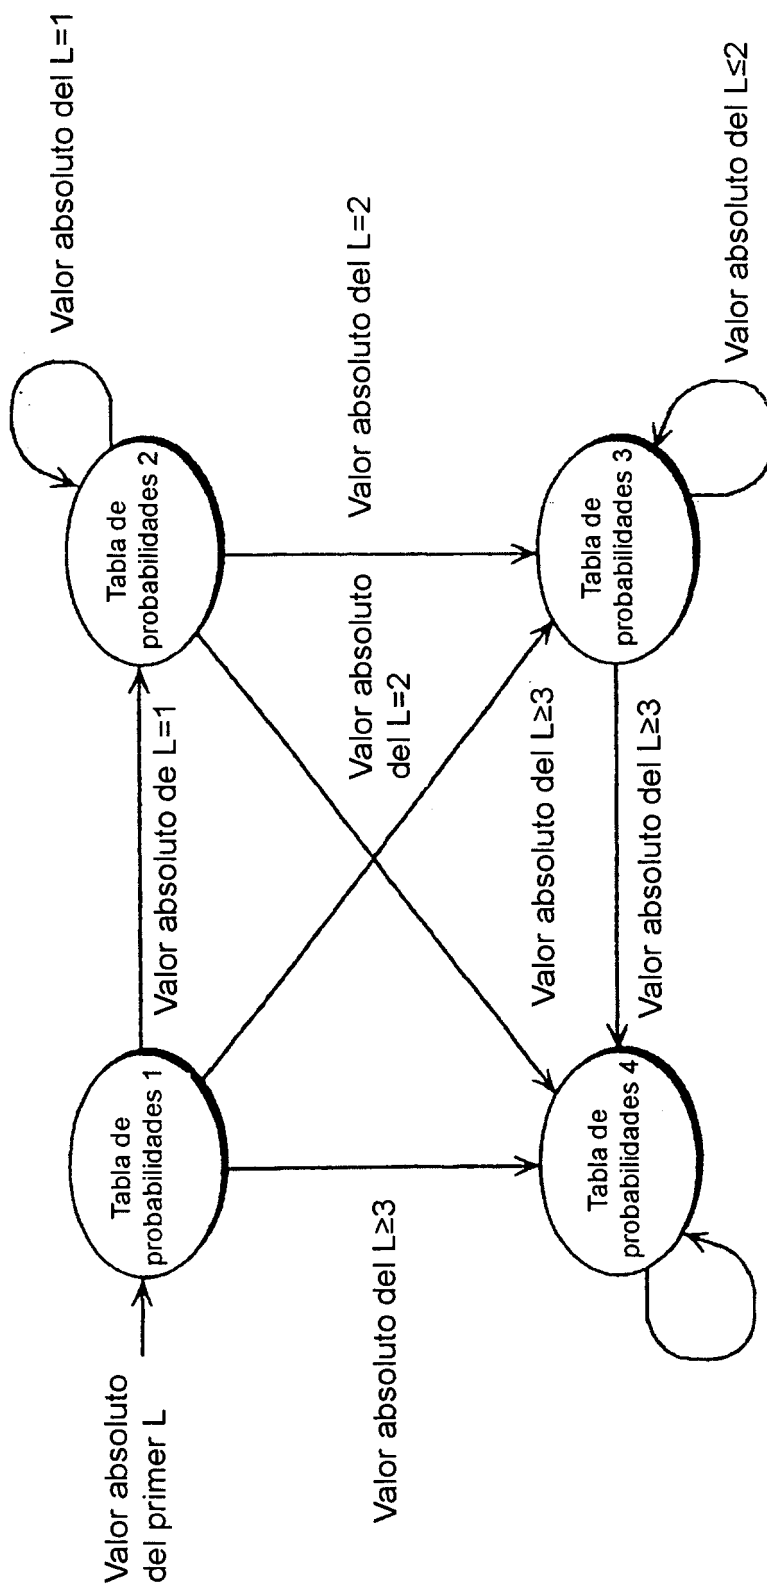 Valor absoluto
del primer L
Tabla de
probabilidades 1
Valor absoluto de L=1
Tabla de
probabilidades 2
Valor absoluto del L=1
Valor absoluto del L≥3
Valor absoluto
del L=2
Valor absoluto del L=2
Valor absoluto del L≥3
Tabla de
probabilidades 4
Valor absoluto del L≥3
Tabla de
probabilidades 3
Valor absoluto del L≤2